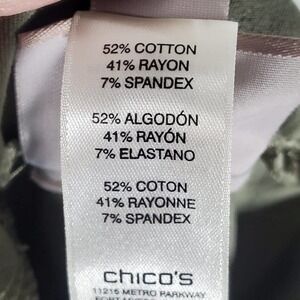 52% COTTON
41% RAYON
7% SPANDEX
52% ALGODÓN
41% RAYÓN
7% ELASTANO
52% COTON
41% RAYONNE
7% SPANDEX
chico's
11215 METRO PARKWAY